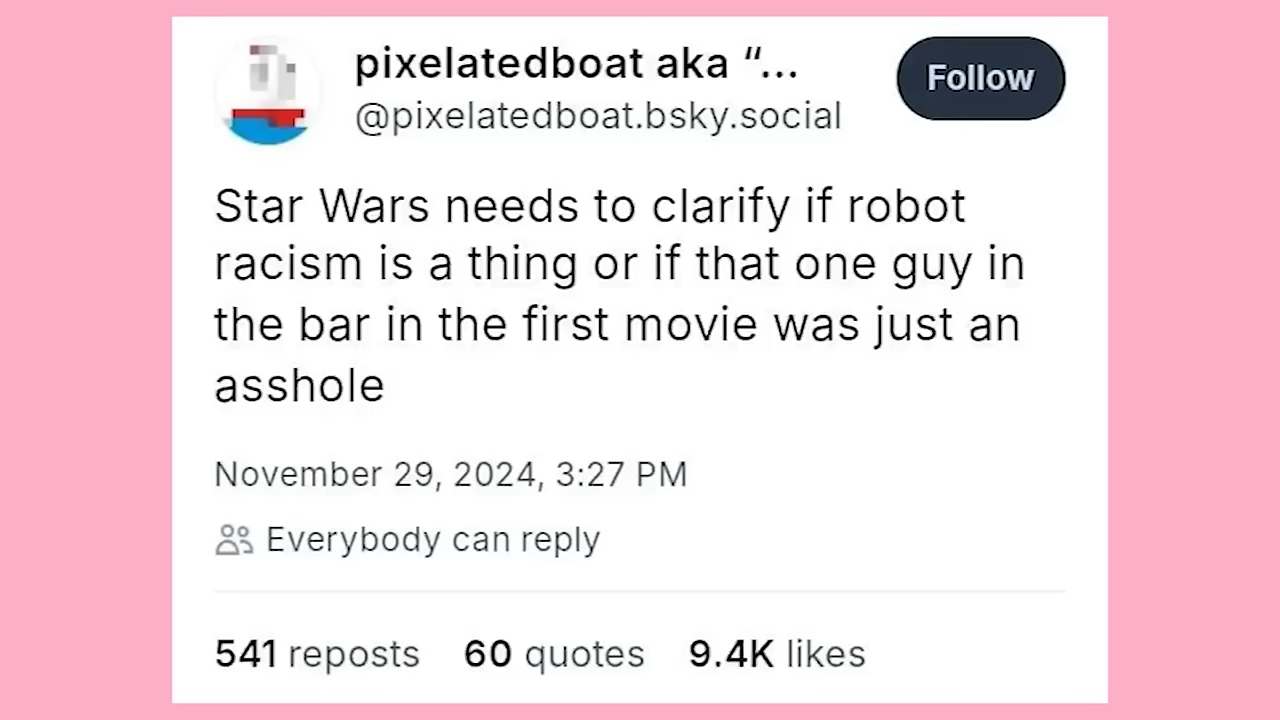 pixelatedboat aka “...
@pixelatedboat.bsky.social
Follow
Star Wars needs to clarify if robot
racism is a thing or if that one guy in
the bar in the first movie was just an
asshole
November 29, 2024, 3:27 PM
Everybody can reply
541 reposts 60 quotes 9.4K likes